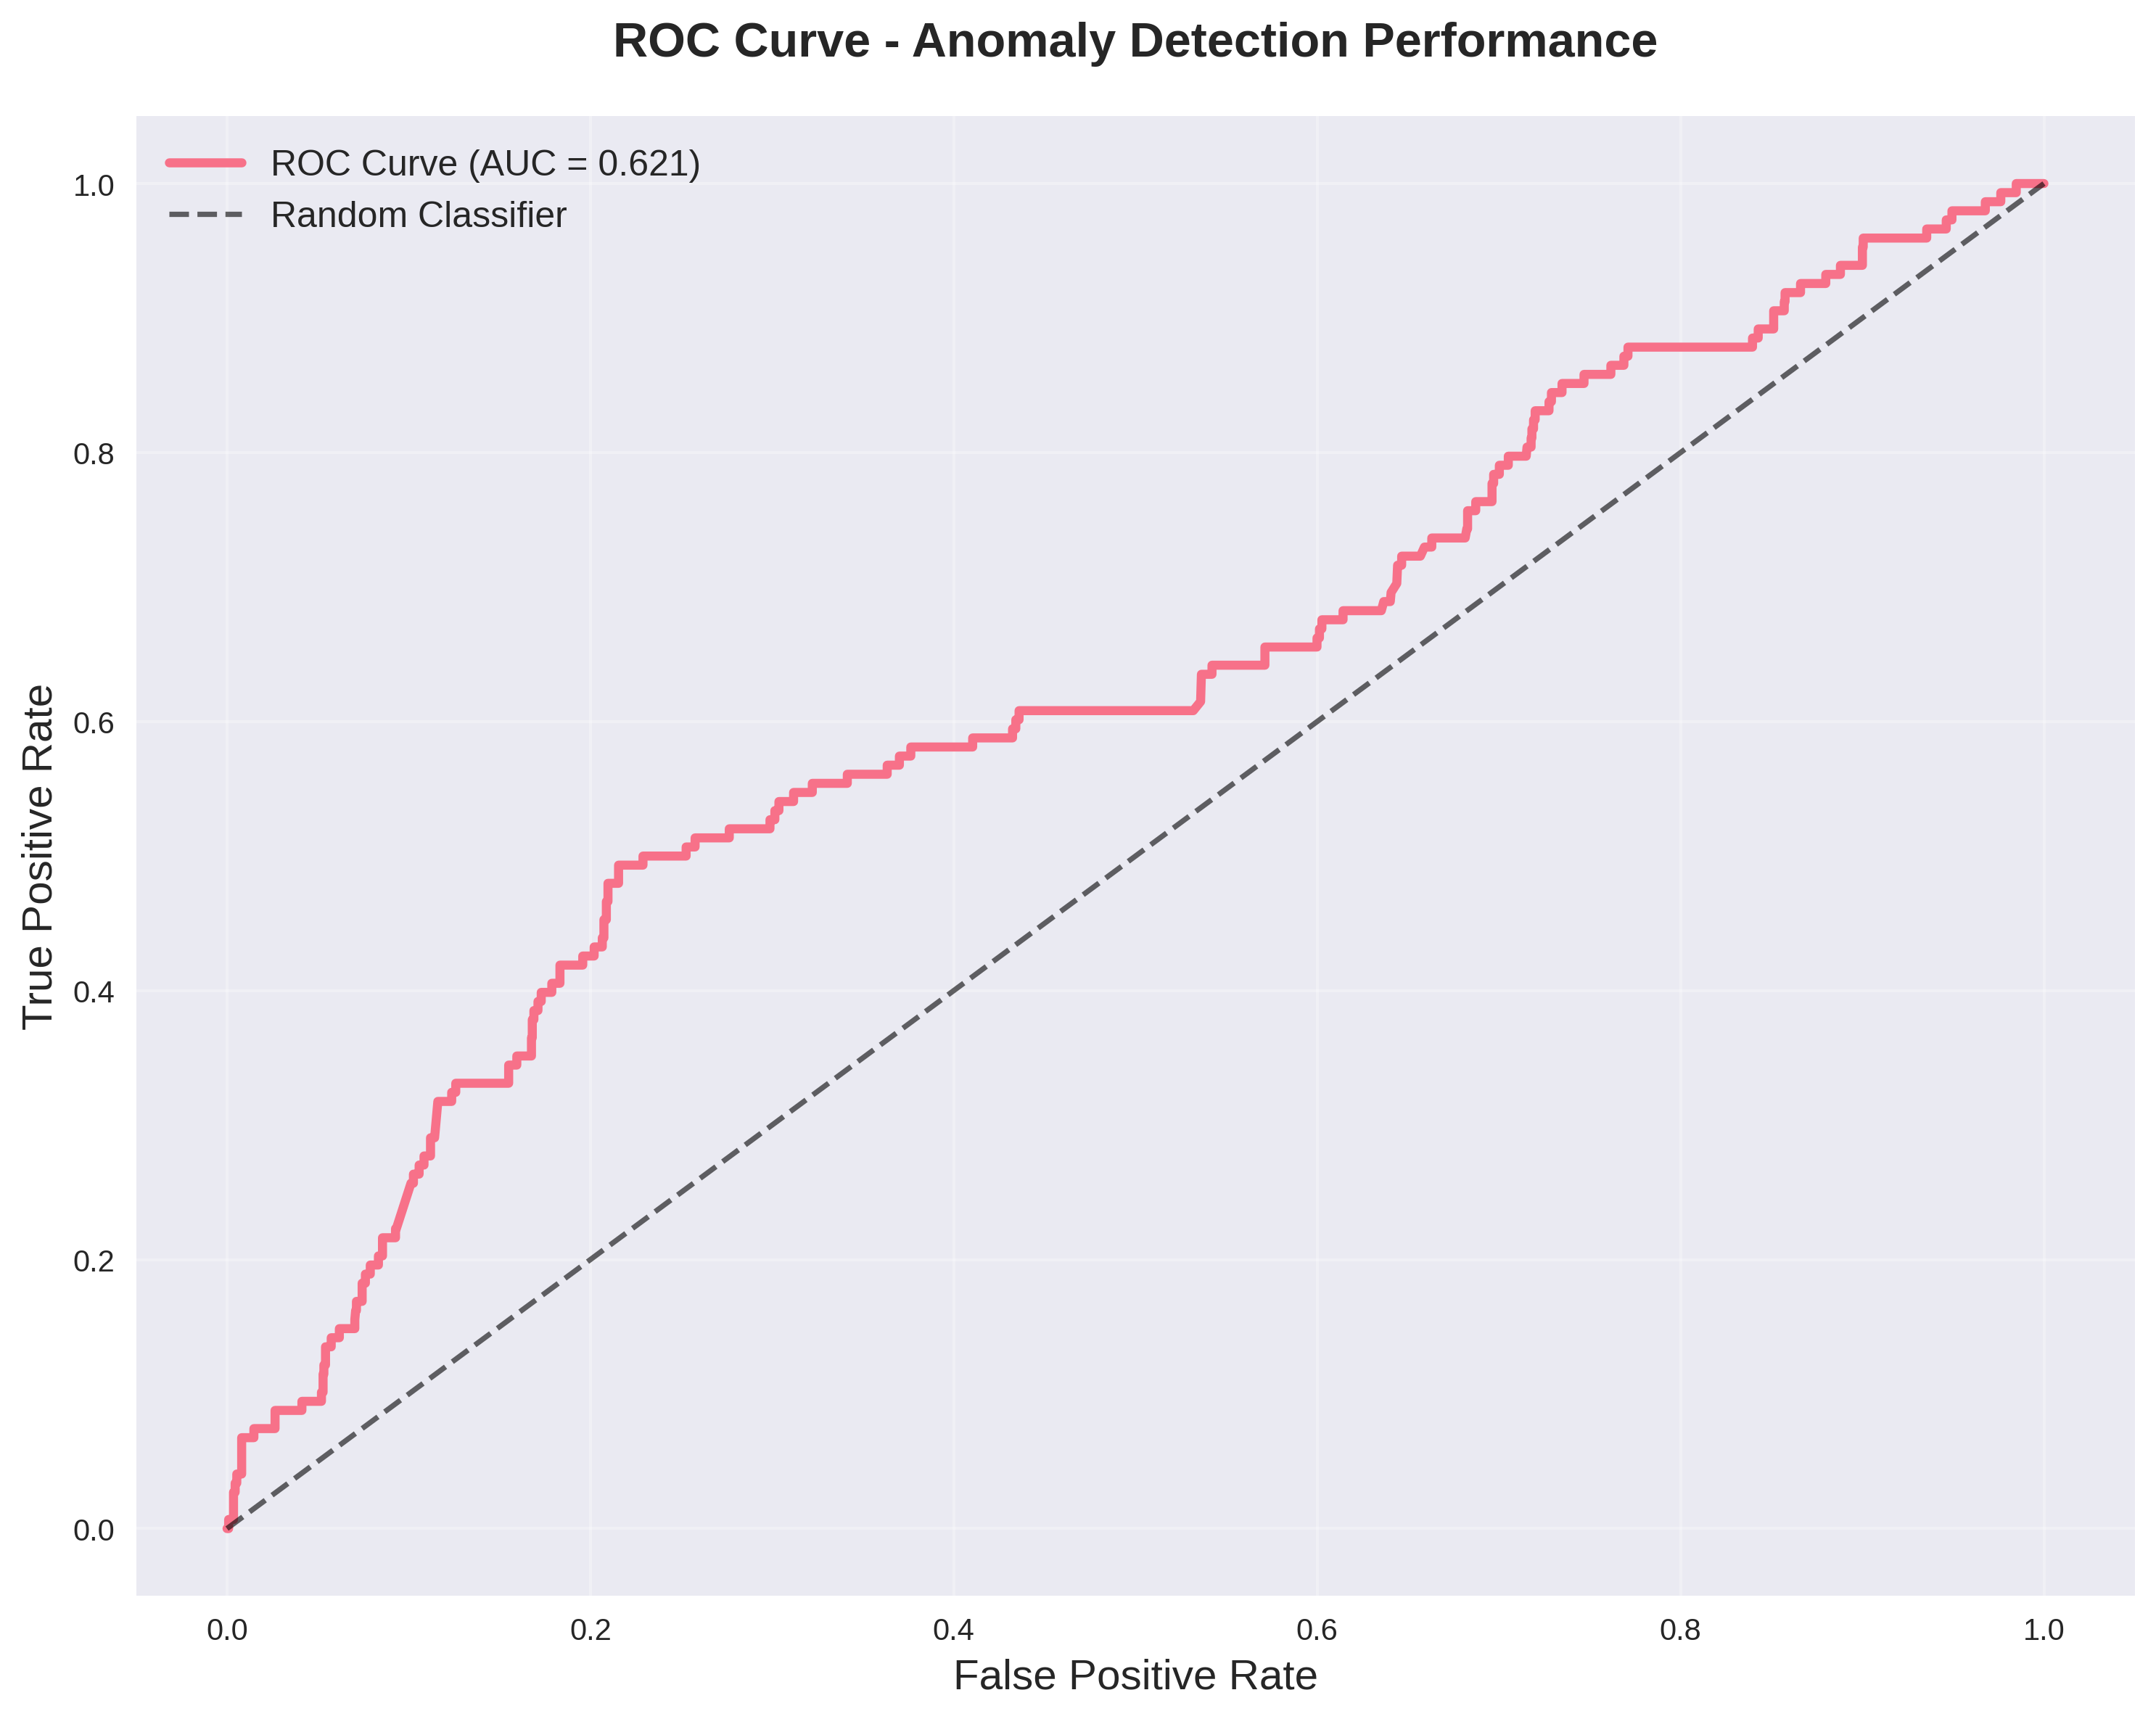 ROC Curve - Anomaly Detection Performance
ROC Curve (AUC = 0.621)
Random Classifier
True Positive Rate
1.0
0.8
0.6
0.4
0.2
0.0
0.0 0.2 0.4 0.6 0.8 1.0
False Positive Rate